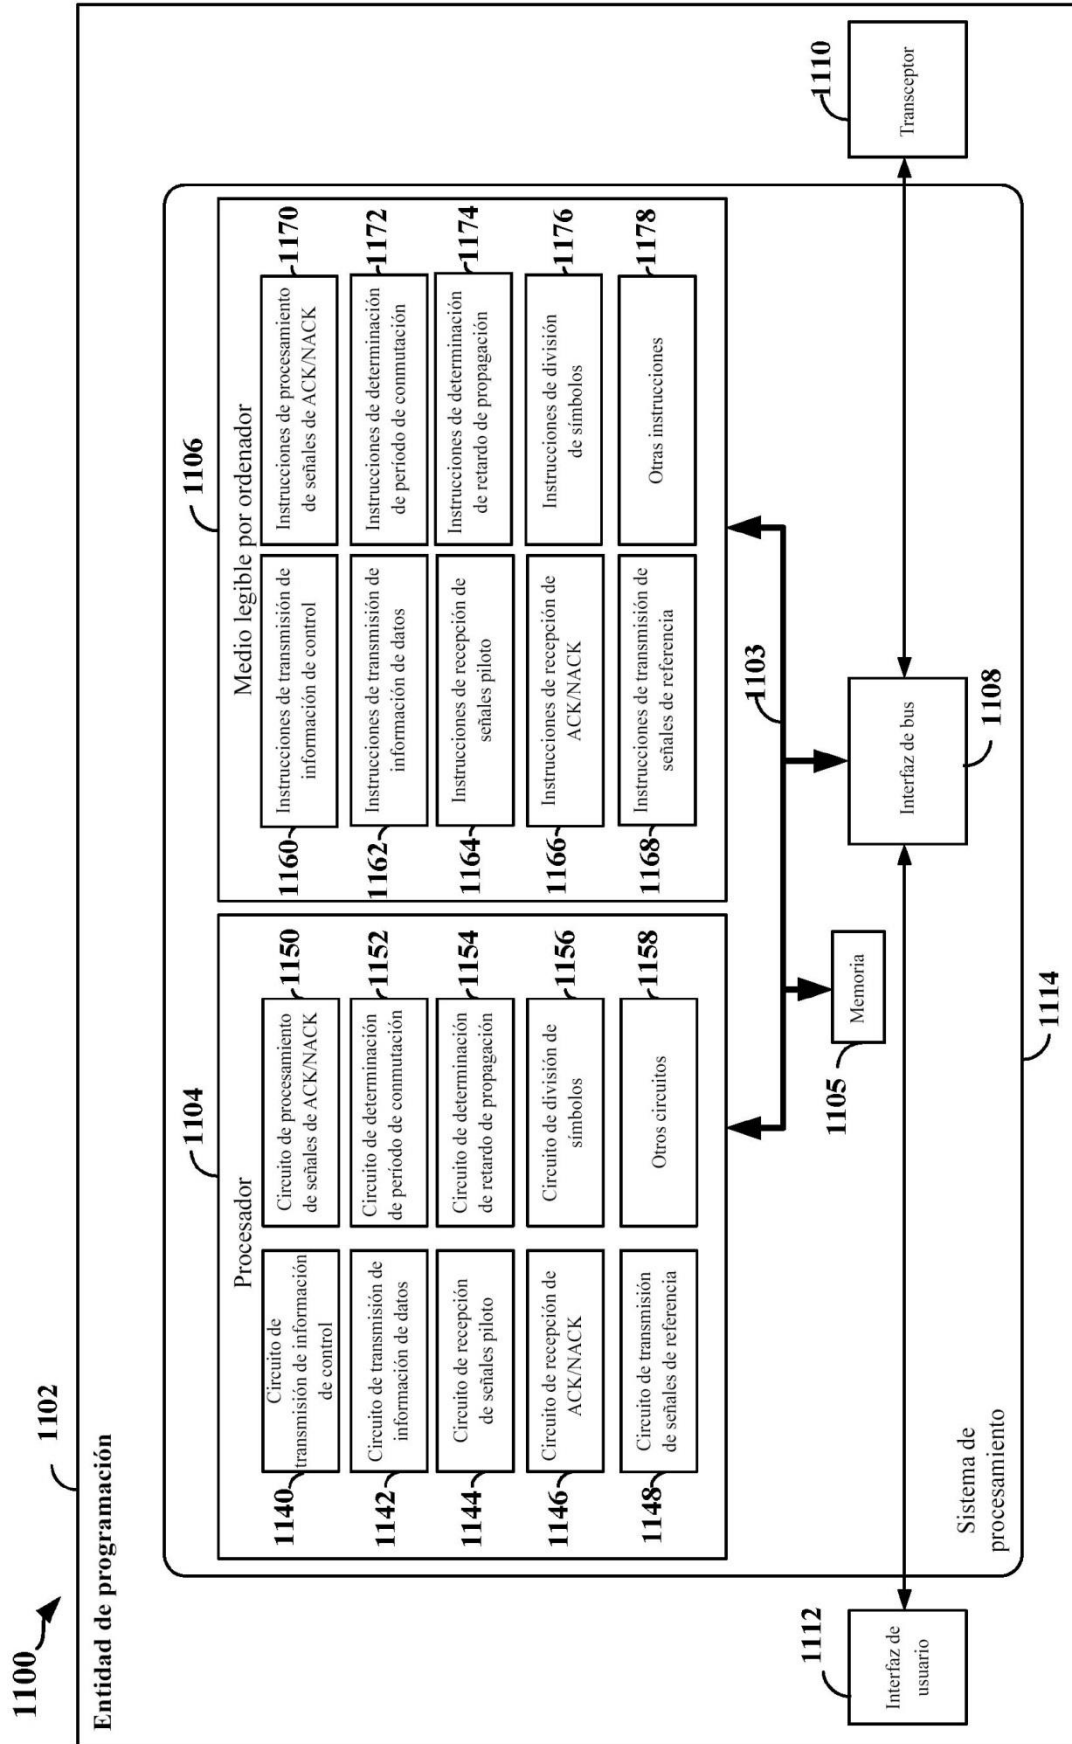 1100
1102
Entidad de programación
1104
Procesador
1140
Circuito de
transmisión de información
de control
1150
Circuito de procesamiento
de señales de ACK/NACK
1142
Circuito de transmisión de
información de datos
1152
Circuito de determinación
de período de conmutación
1144
Circuito de recepción
de señales piloto
1154
Circuito de determinación
de retardo de propagación
1146
Circuito de recepción de
ACK/NACK
1156
Circuito de división de
símbolos
1148
Circuito de transmisión
de señales de referencia
1158
Otros circuitos
1106
Medio legible por ordenador
1160
Instrucciones de transmisión de
información de control
1170
Instrucciones de procesamiento
de señales de ACK/NACK
1162
Instrucciones de transmisión de
información de datos
1172
Instrucciones de determinación
de período de conmutación
1164
Instrucciones de recepción de
señales piloto
1174
Instrucciones de determinación
de retardo de propagación
1166
Instrucciones de recepción de
ACK/NACK
1176
Instrucciones de división
de símbolos
1168
Instrucciones de transmisión de
señales de referencia
1178
Otras instrucciones
1103
1105
Memoria
1112
Interfaz de
usuario
Interfaz de bus
1108
1110
Transceptor
Sistema de
procesamiento
1114